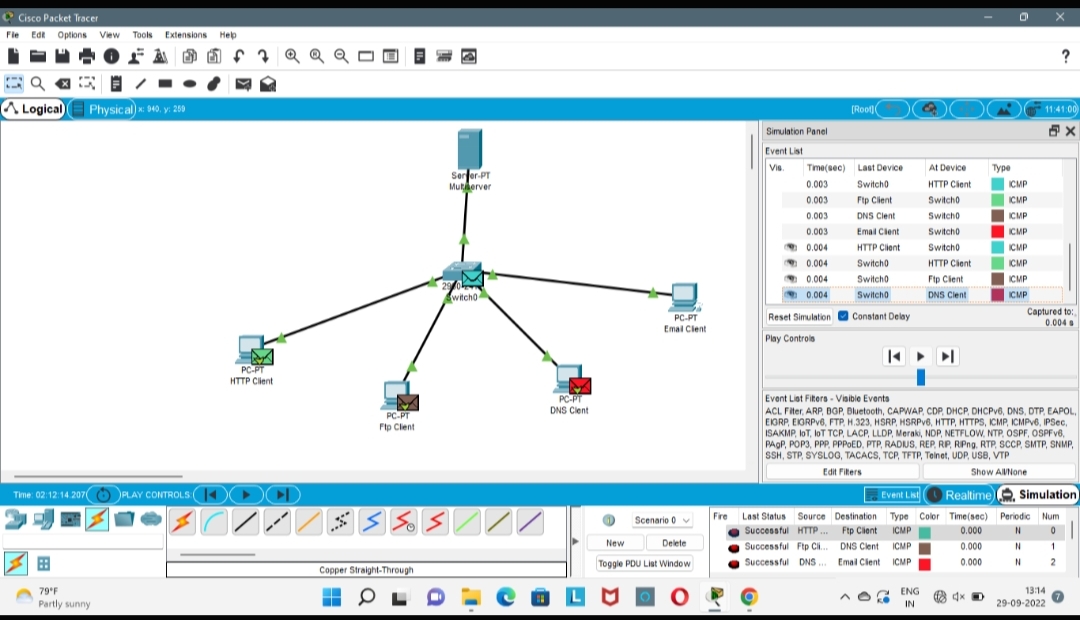 Cisco Packet Tracer
File Edit Options View Tools Extensions Help
?
Logical Physical x: 940, y: 259 [Root] 11:41:00
Simulation Panel
Event List
Vis. Time(sec) Last Device At Device Type
0.003 Switch0 HTTP Client ICMP
0.003 Ftp Client Switch0 ICMP
0.003 DNS Client Switch0 ICMP
0.003 Email Client Switch0 ICMP
0.004 HTTP Client Switch0 ICMP
0.004 Switch0 HTTP Client ICMP
0.004 Switch0 Ftp Client ICMP
0.004 Switch0 DNS Client ICMP
Reset Simulation Constant Delay Captured to:
0.004 s
Play Controls
Event List Filters - Visible Events
ACL Filter, ARP, BGP, Bluetooth, CAPWAP, CDP, DHCP, DHCPv6, DNS, DTP, EAPOL,
EIGRP, EIGRPv6, FTP, H.323, HSRP, HSRPv6, HTTP, HTTPS, ICMP, ICMPv6, IPSec,
ISAKMP, IoT, IoT TCP, LACP, LLDP, Meraki, NDP, NETFLOW, NTP, OSPF, OSPFv6,
PAgP, POP3, PPP, PPPoED, PTP, RADIUS, REP, RIP, RIPng, RTP, SCCP, SMTP, SNMP,
SSH, STP, SYSLOG, TACACS, TCP, TFTP, Telnet, UDP, USB, VTP
Edit Filters Show All/None
Server-PT
Switch0
PC-PT
Email Client
PC-PT
HTTP Client
PC-PT
Ftp Client
PC-PT
DNS Client
Time: 02:12:14.207 PLAY CONTROLS: Event List Realtime Simulation
Scenario 0
New Delete
Toggle PDU List Window
Copper Straight-Through
Fire Last Status Source Destination Type Color Time(sec) Periodic Num
Successful HTTP ... Ftp Client ICMP 0.000 N 0
Successful Ftp Cli... DNS Client ICMP 0.000 N 1
Successful DNS ... Email Client ICMP 0.000 N 2
79°F
Partly sunny
ENG
IN
13:14
29-09-2022
7